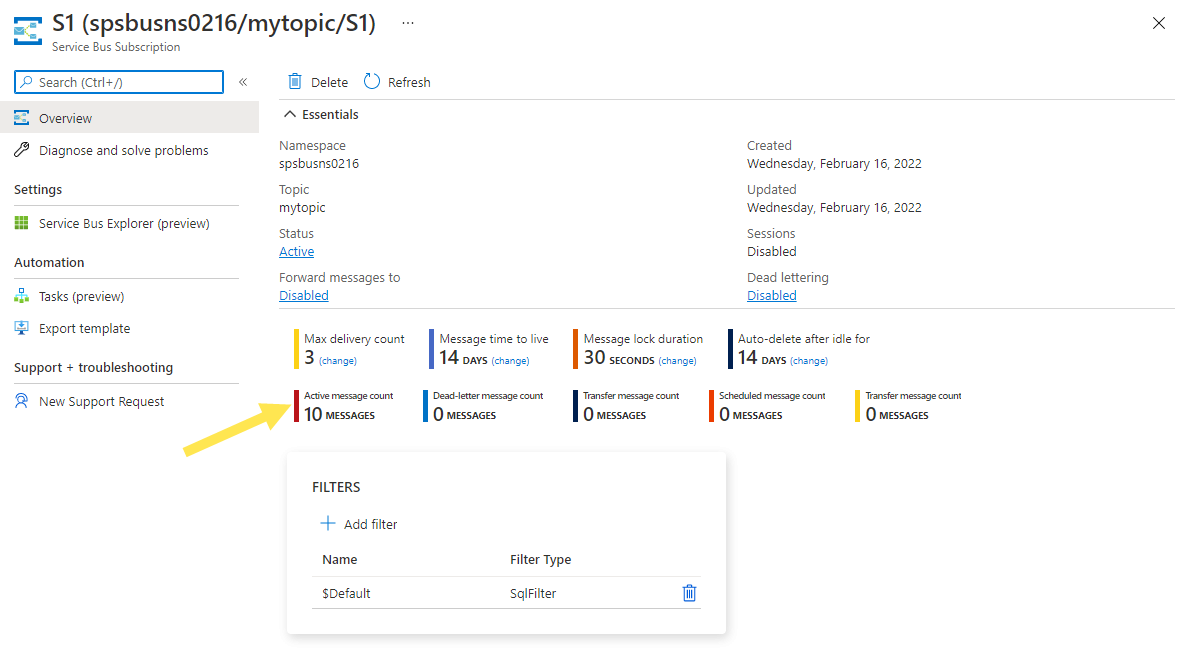 S1 (spsbusns0216/mytopic/S1) ...
Service Bus Subscription
Search (Ctrl+/)
«
Overview
Diagnose and solve problems
Settings
Service Bus Explorer (preview)
Automation
Tasks (preview)
Export template
Support + troubleshooting
New Support Request
Delete Refresh
Essentials
Namespace
spsbusns0216
Topic
mytopic
Status
Active
Forward messages to
Disabled
Created
Wednesday, February 16, 2022
Updated
Wednesday, February 16, 2022
Sessions
Disabled
Dead lettering
Disabled
Max delivery count
3 (change)
Message time to live
14 DAYS (change)
Message lock duration
30 SECONDS (change)
Auto-delete after idle for
14 DAYS (change)
Active message count
10 MESSAGES
Dead-letter message count
0 MESSAGES
Transfer message count
0 MESSAGES
Scheduled message count
0 MESSAGES
Transfer message count
0 MESSAGES
FILTERS
Add filter
Name Filter Type
$Default SqlFilter